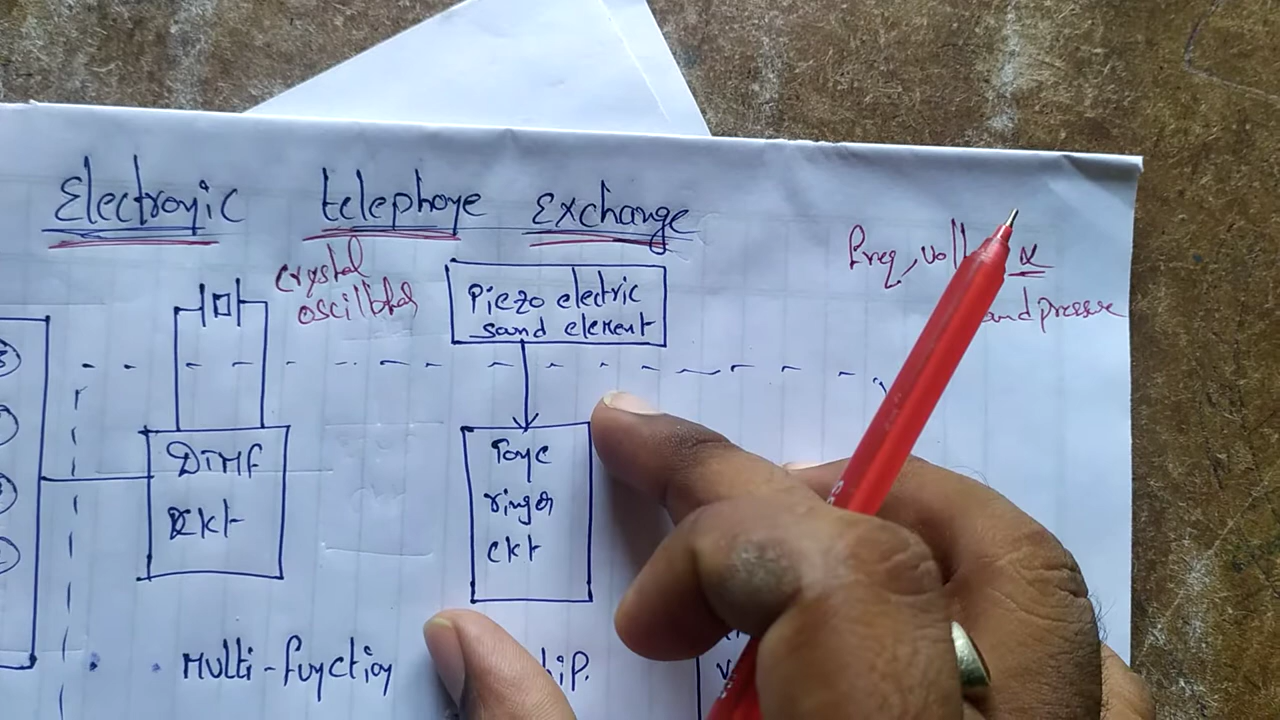 Electronic telephone Exchange
crystal
oscillator
Freq, volt α
sound pressure
Piezo electric
sound element
DTMF
ckt
Tone
ringer
ckt
Multi-function